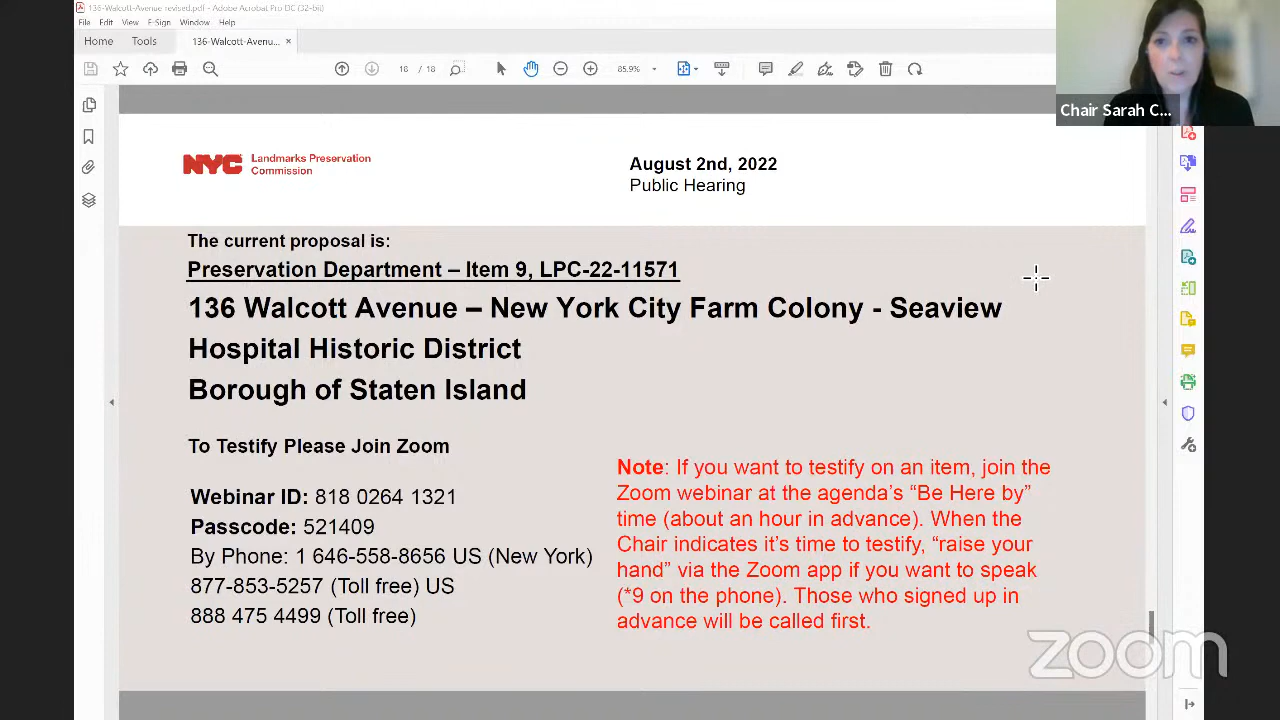 136-Walcott-Avenue revised.pdf - Adobe Acrobat Pro DC (32-bit)
File Edit View E-Sign Window Help
Home Tools 136-Walcott-Avenu... ×
18 / 18 85.9%
Chair Sarah C...
NYC Landmarks Preservation
Commission
August 2nd, 2022
Public Hearing
The current proposal is:
Preservation Department – Item 9, LPC-22-11571
136 Walcott Avenue – New York City Farm Colony - Seaview
Hospital Historic District
Borough of Staten Island
To Testify Please Join Zoom
Webinar ID: 818 0264 1321
Passcode: 521409
By Phone: 1 646-558-8656 US (New York)
877-853-5257 (Toll free) US
888 475 4499 (Toll free)
Note: If you want to testify on an item, join the
Zoom webinar at the agenda's “Be Here by”
time (about an hour in advance). When the
Chair indicates it's time to testify, “raise your
hand” via the Zoom app if you want to speak
(*9 on the phone). Those who signed up in
advance will be called first.
zoom